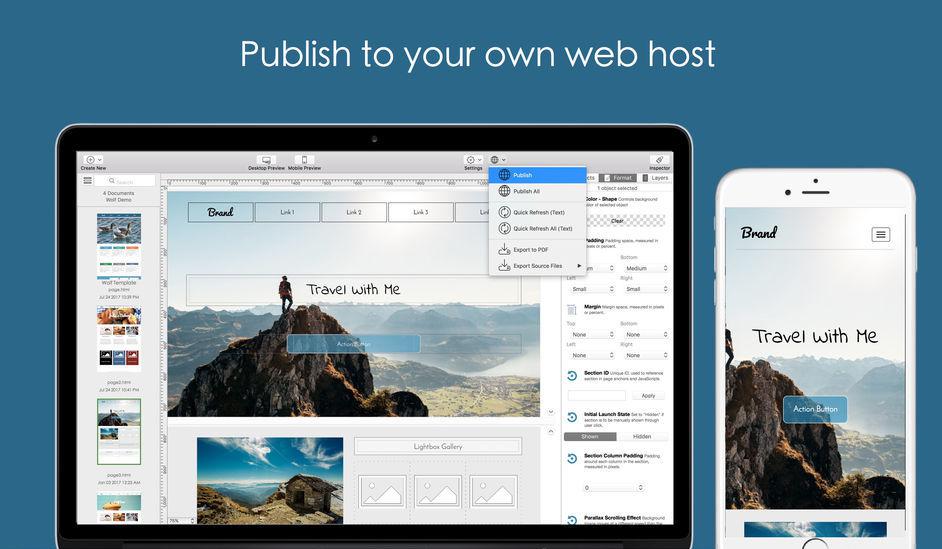 Publish to your own web host
Create New
Desktop Preview
Mobile Preview
Settings
Inspector
Search
4 Documents
Wolf Demo
Wolf Template
page.html
Jul 24 2017 10:39 PM
page2.html
Jul 24 2017 10:41 PM
page3.html
Jan 03 2017 12:23 AM
75%
Brand
Link 1
Link 2
Link 3
Travel With Me
Action Button
Lightbox Gallery
Publish
Publish All
Quick Refresh (Text)
Quick Refresh All (Text)
Export to PDF
Export Source Files
Format
Layers
1 object selected
Color - Shape Controls background
color of selected object
Clear
Padding Padding space, measured in
pixels or percent.
Bottom
Medium
Left
Right
Small
Small
Margin Margin space, measured in pixels
or percent.
Top
Bottom
None
None
Left
Right
None
None
Section ID Unique ID, used to reference
section in page anchors and JavaScripts.
Apply
Initial Launch State Set to "Hidden" if
section is to be manually shown through
user click.
Shown
Hidden
Section Column Padding Padding
around each column in the section,
measured in pixels.
0
Parallax Scrolling Effect Background
Brand
Travel With Me
Action Button